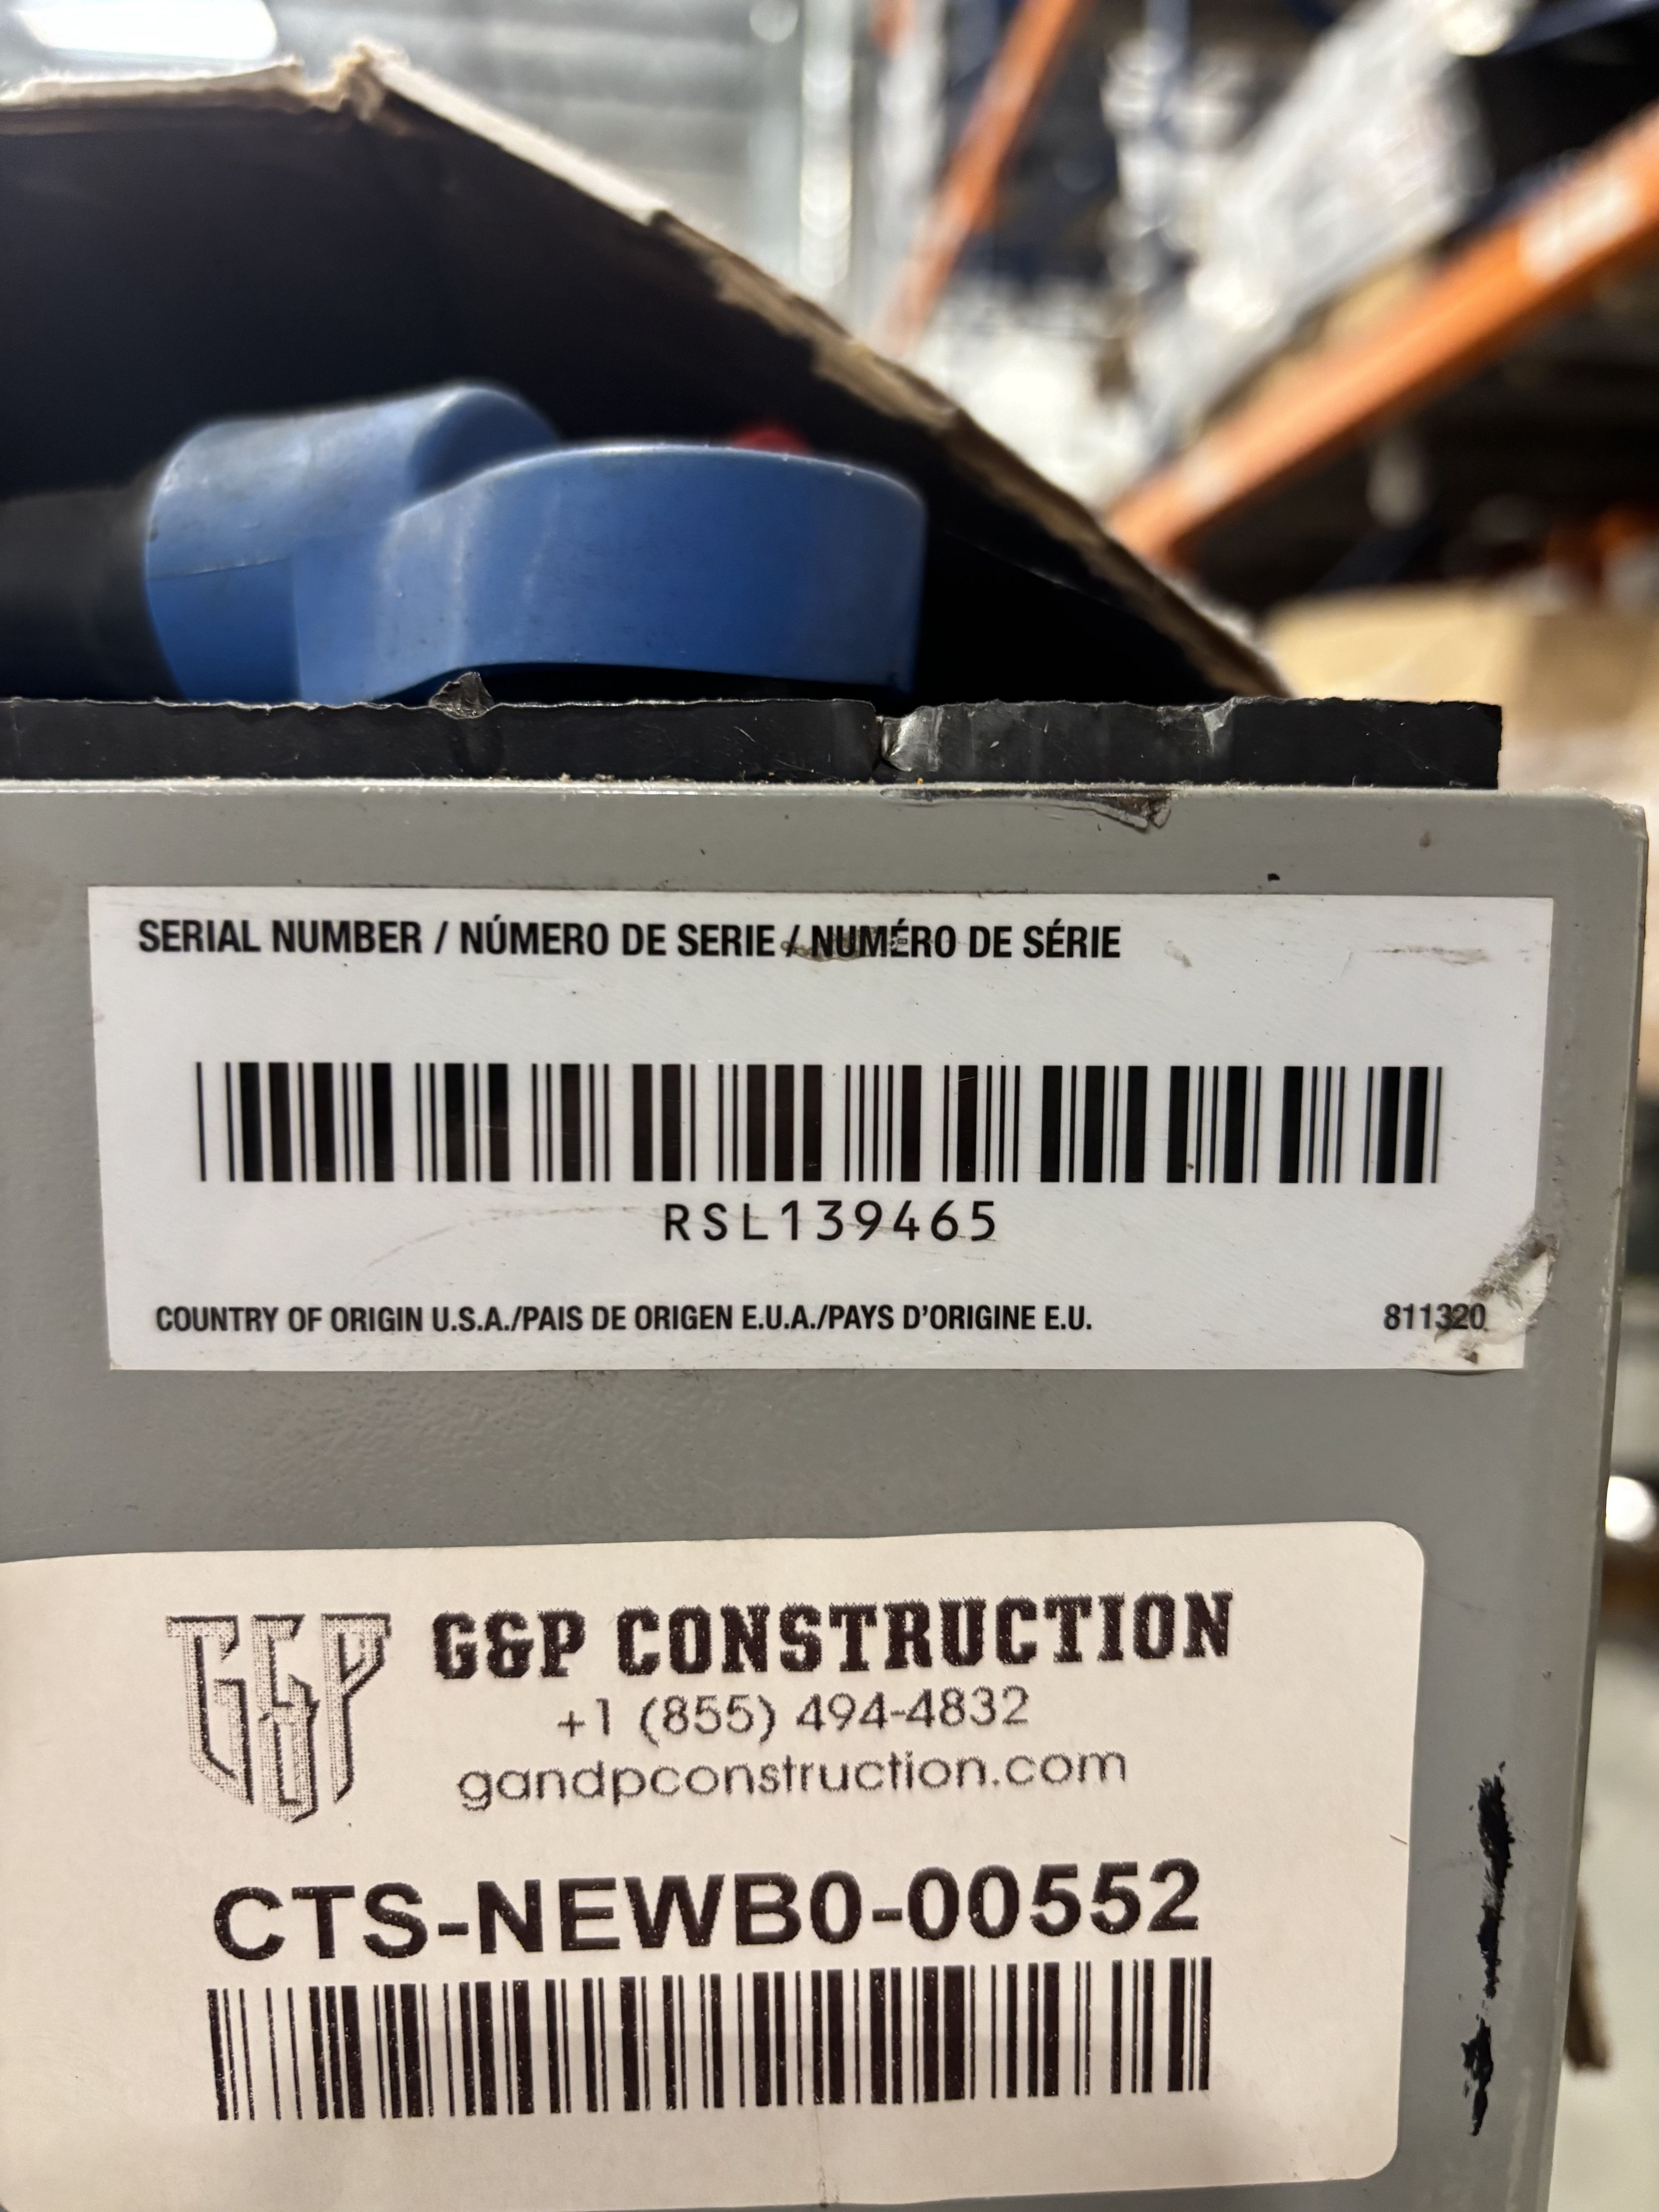 SERIAL NUMBER / NÚMERO DE SERIE / NUMÉRO DE SÉRIE
RSL139465
COUNTRY OF ORIGIN U.S.A./PAIS DE ORIGEN E.U.A./PAYS D'ORIGINE E.U.
811320
G&P
G&P CONSTRUCTION
+1 (855) 494-4832
gandpconstruction.com
CTS-NEWB0-00552